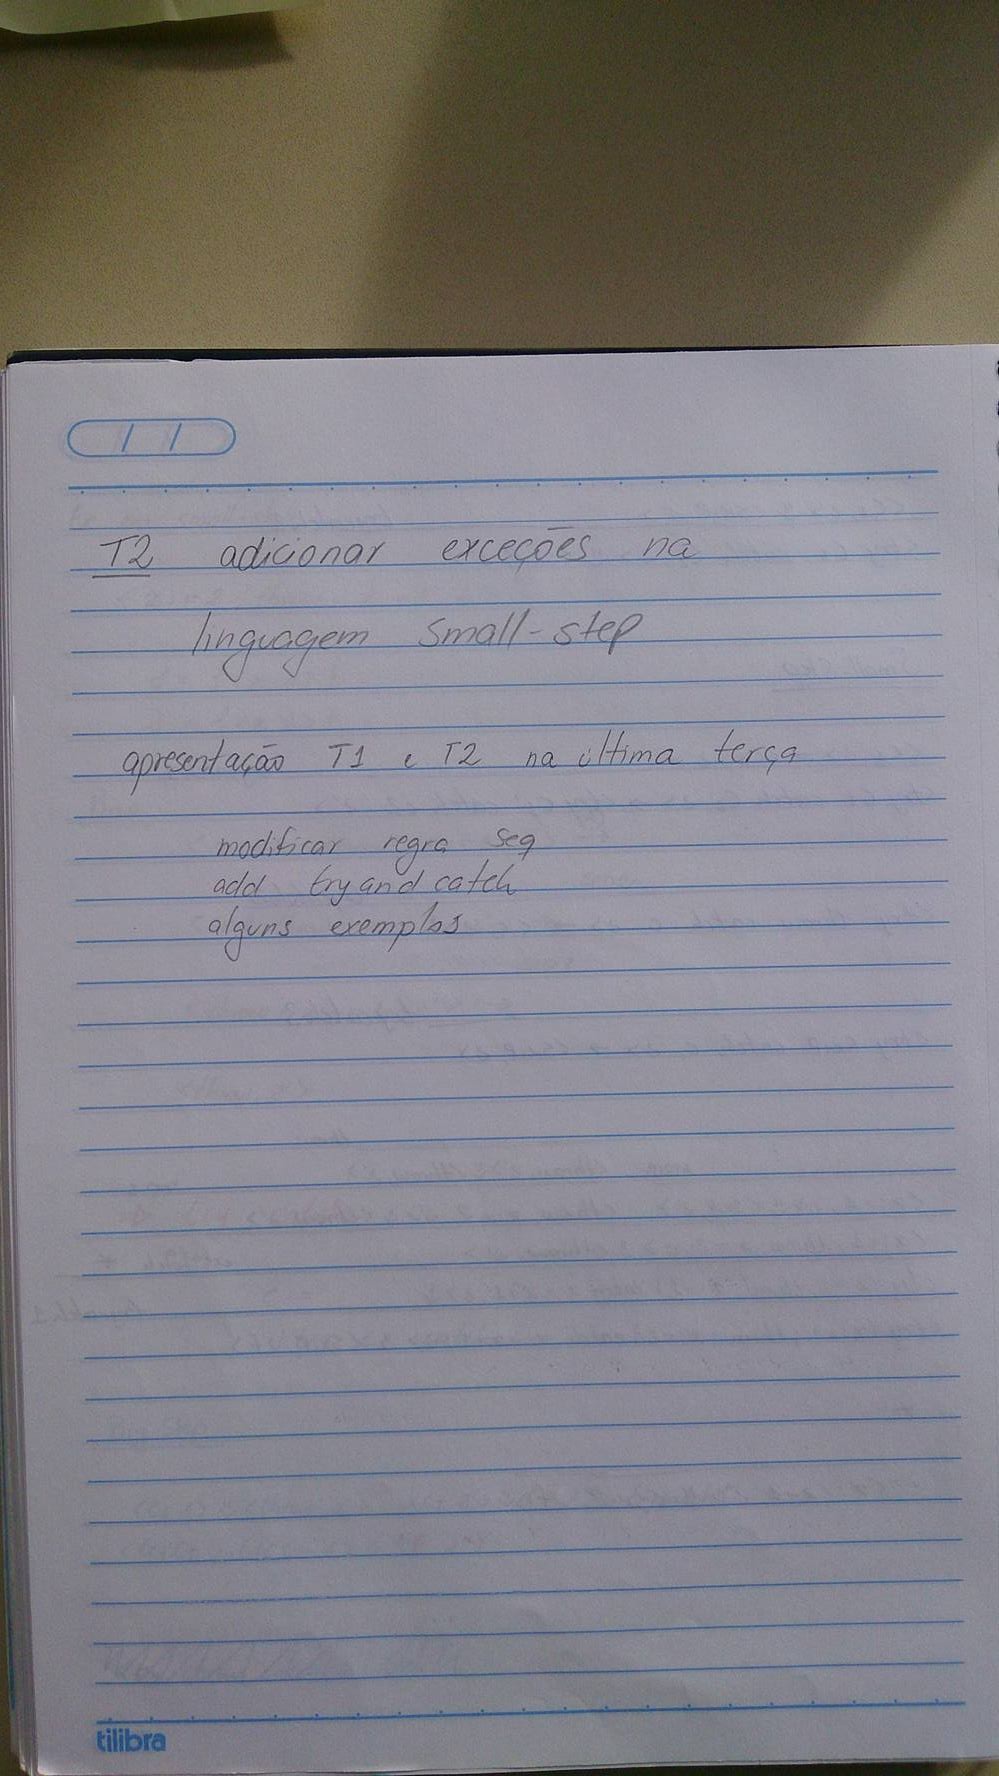 T2 adicionar exceções na
linguagem small-step
apresentação T1 e T2 na última terça
modificar regra seq
add try and catch
alguns exemplos
tilibra